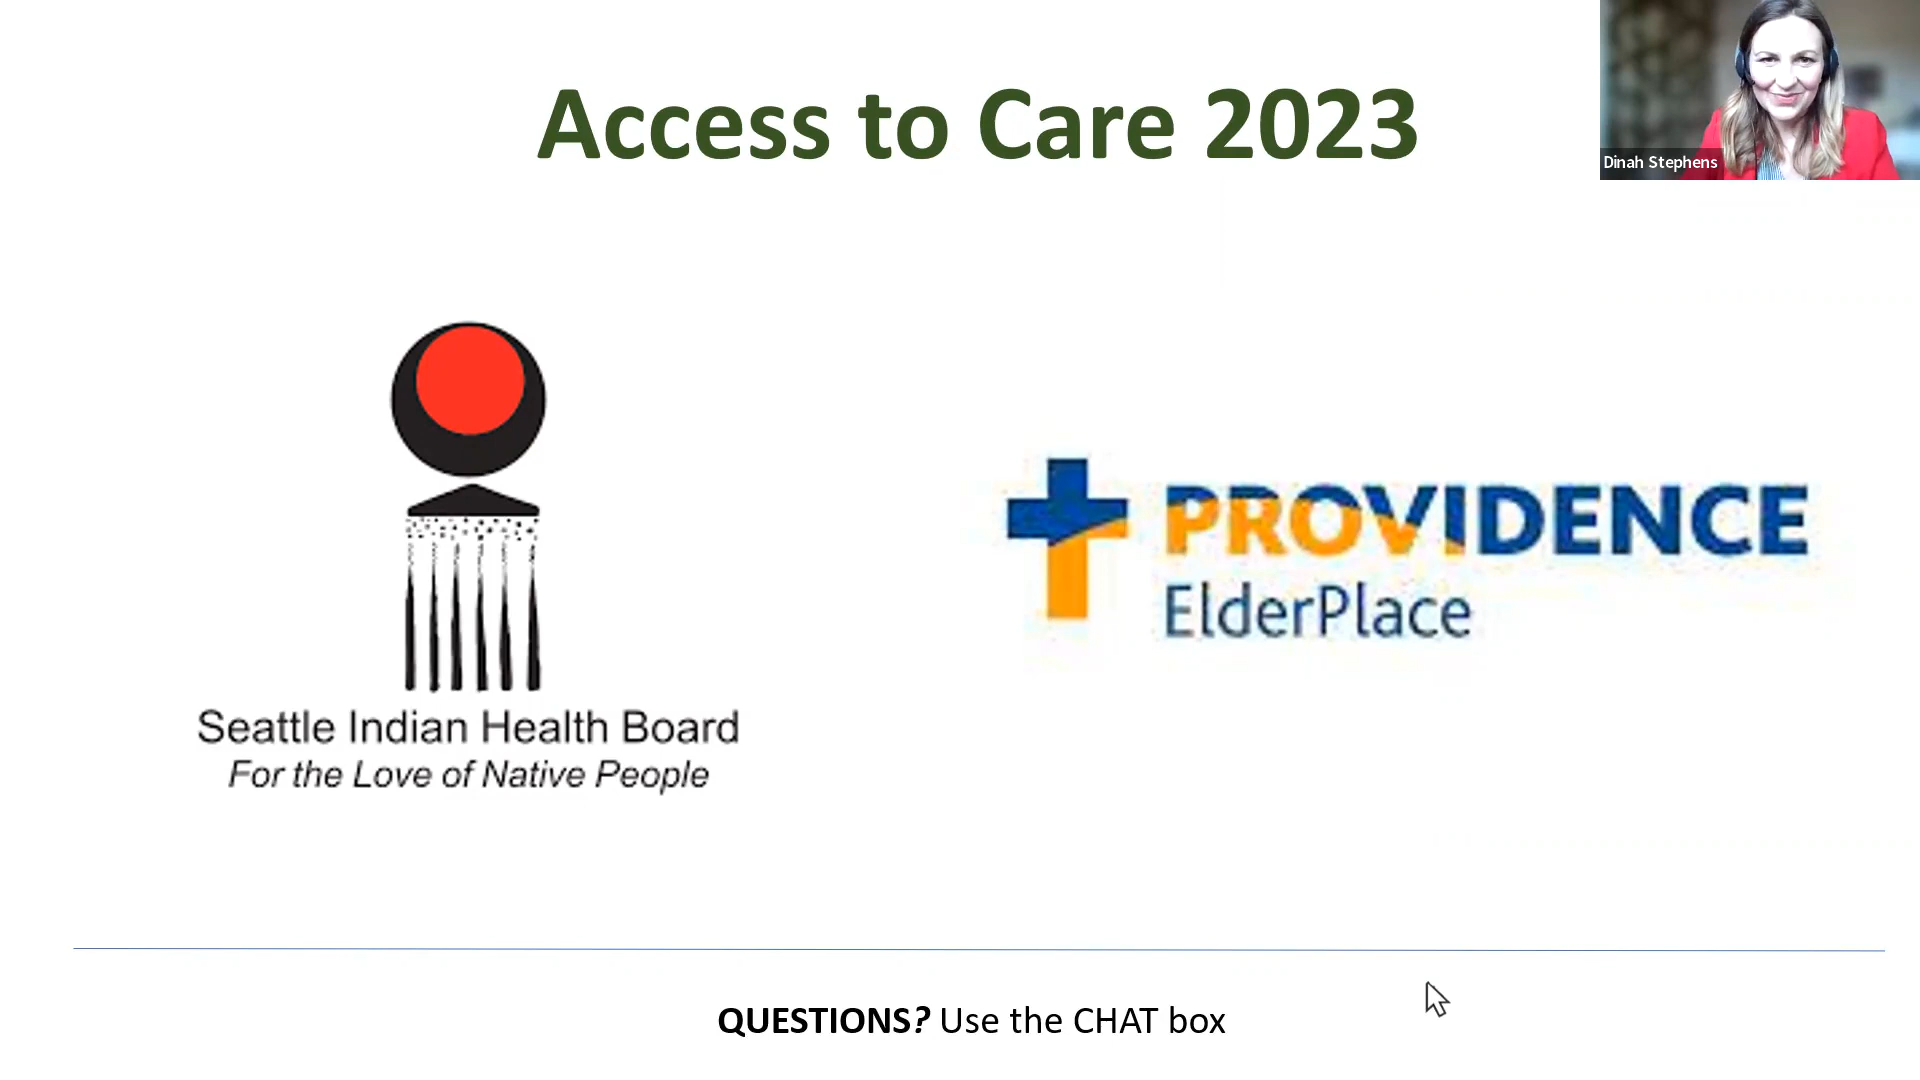 Access to Care 2023
Dinah Stephens
Seattle Indian Health Board
For the Love of Native People
PROVIDENCE
ElderPlace
QUESTIONS? Use the CHAT box